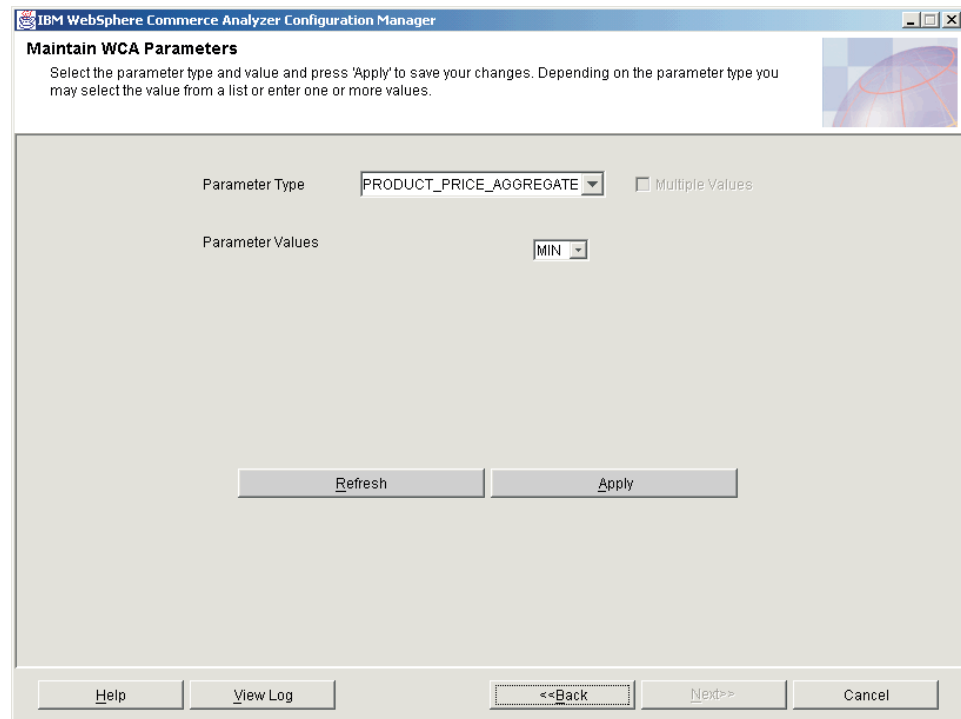 IBM WebSphere Commerce Analyzer Configuration Manager
Maintain WCA Parameters
Select the parameter type and value and press 'Apply' to save your changes. Depending on the parameter type you
may select the value from a list or enter one or more values.
Parameter Type PRODUCT_PRICE_AGGREGATE Multiple Values
Parameter Values MIN
Refresh Apply
Help View Log <<Back Next>> Cancel